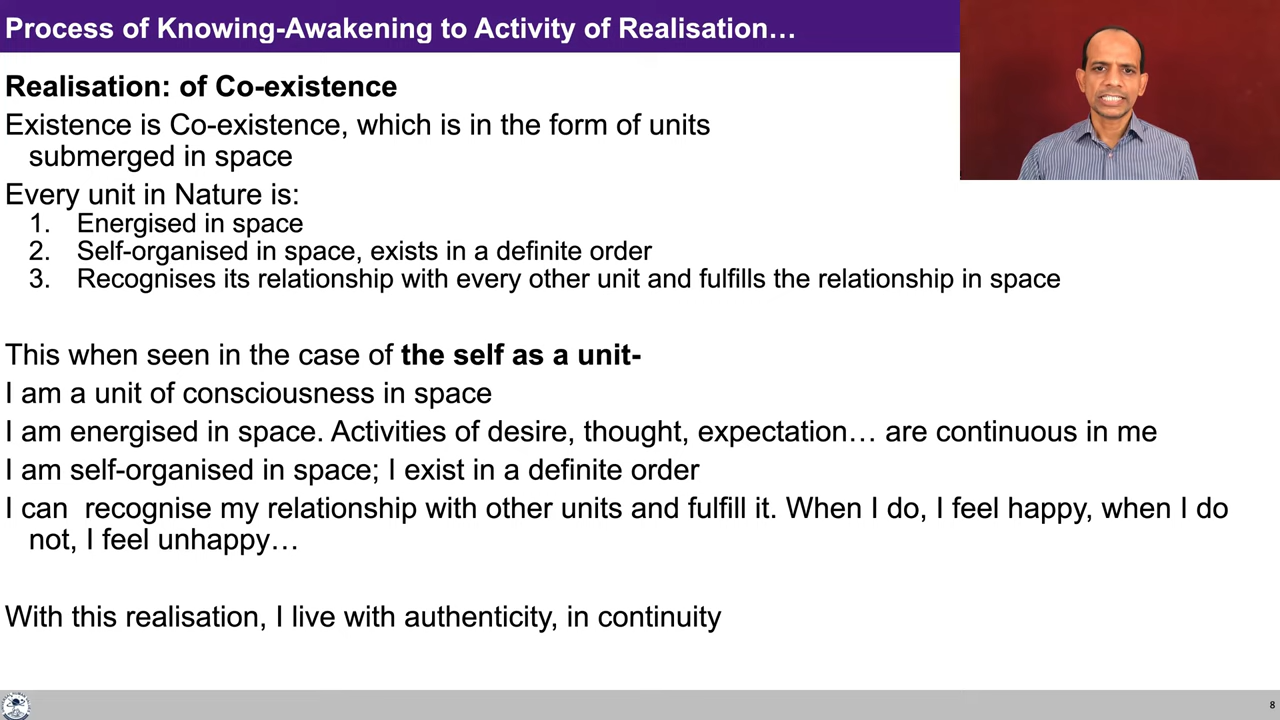 Process of Knowing-Awakening to Activity of Realisation…
Realisation: of Co-existence
Existence is Co-existence, which is in the form of units
submerged in space
Every unit in Nature is:
1. Energised in space
2. Self-organised in space, exists in a definite order
3. Recognises its relationship with every other unit and fulfills the relationship in space
This when seen in the case of the self as a unit-
I am a unit of consciousness in space
I am energised in space. Activities of desire, thought, expectation… are continuous in me
I am self-organised in space; I exist in a definite order
I can  recognise my relationship with other units and fulfill it. When I do, I feel happy, when I do
not, I feel unhappy…
With this realisation, I live with authenticity, in continuity
8